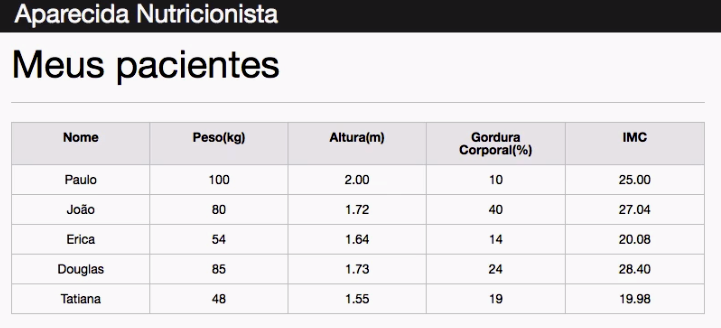 Aparecida Nutricionista
Meus pacientes
Nome Peso(kg) Altura(m) Gordura Corporal(%) IMC
Paulo 100 2.00 10 25.00
João 80 1.72 40 27.04
Erica 54 1.64 14 20.08
Douglas 85 1.73 24 28.40
Tatiana 48 1.55 19 19.98